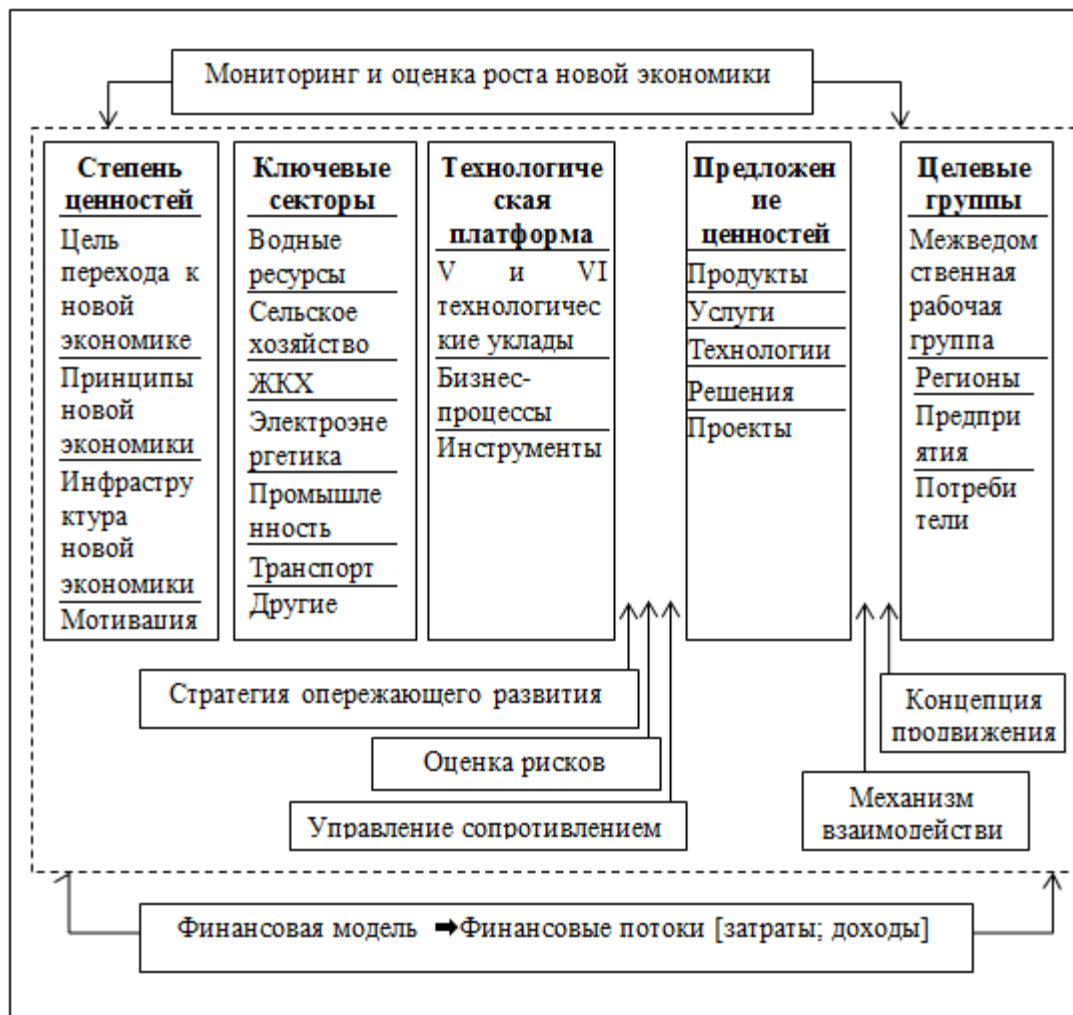 Мониторинг и оценка роста новой экономики
Степень
ценностей
Цель
перехода к
новой
экономике
Принципы
новой
экономики
Инфрастру
ктура
новой
экономики
Мотивация
Ключевые
секторы
Водные
ресурсы
Сельское
хозяйство
ЖКХ
Электроэне
ргетика
Промышле
нность
Транспорт
Другие
Технологиче
ская
платформа
V и VI
технологичес
кие уклады
Бизнес-
процессы
Инструменты
Предложен
ие
ценностей
Продукты
Услуги
Технологии
Решения
Проекты
Целевые
группы
Межведом
ственная
рабочая
группа
Регионы
Предпри
ятия
Потреби
тели
Стратегия опережающего развития
Оценка рисков
Управление сопротивлением
Концепция
продвижения
Механизм
взаимодействи
Финансовая модель ➡Финансовые потоки [затраты; доходы]